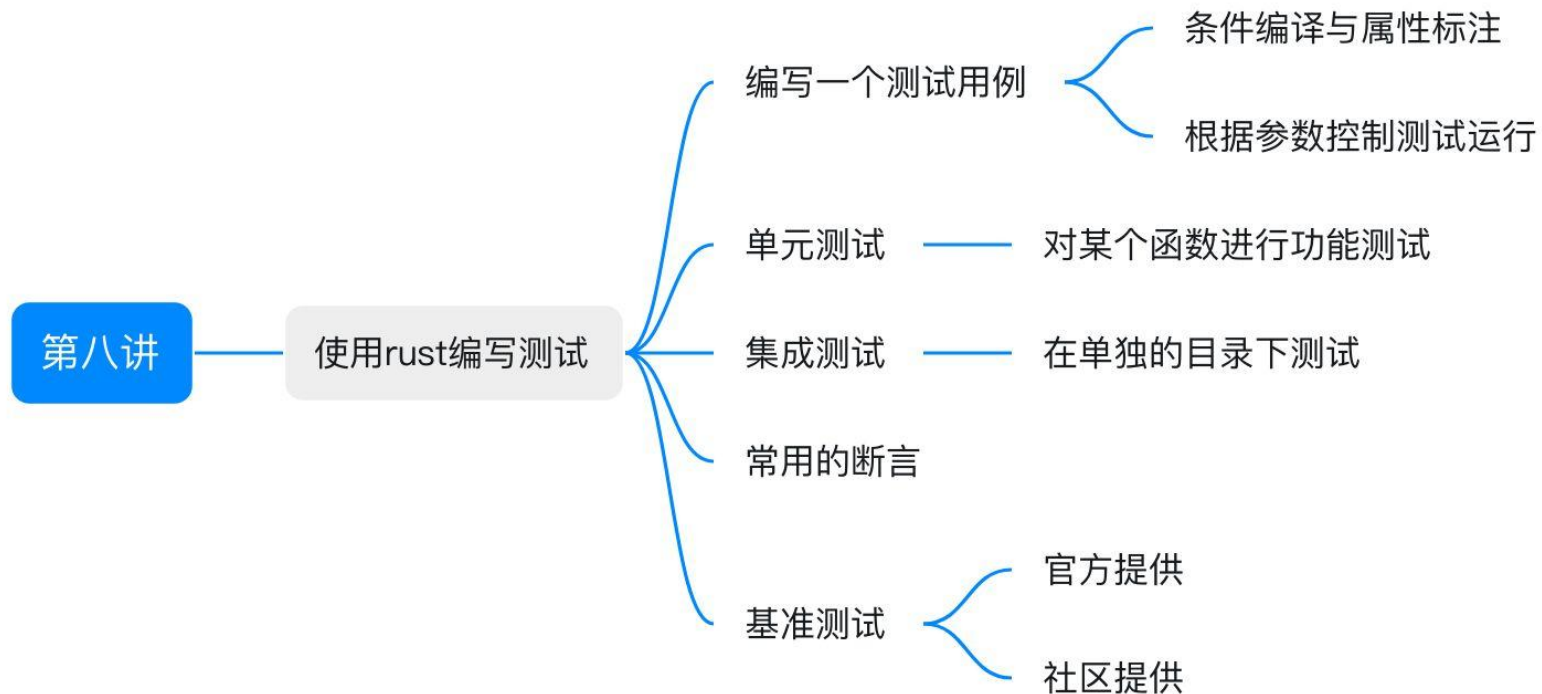 第八讲
使用rust编写测试
编写一个测试用例
条件编译与属性标注
根据参数控制测试运行
单元测试
对某个函数进行功能测试
集成测试
在单独的目录下测试
常用的断言
基准测试
官方提供
社区提供